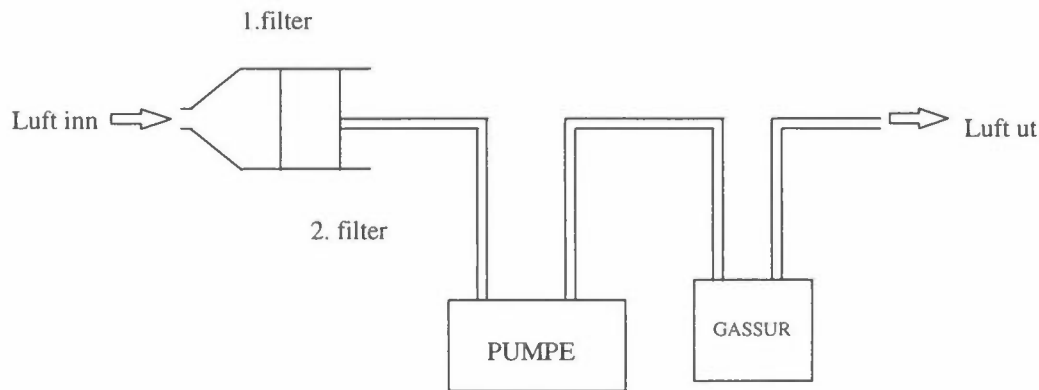 1.filter
Luft inn
Luft ut
2. filter
GASSUR
PUMPE